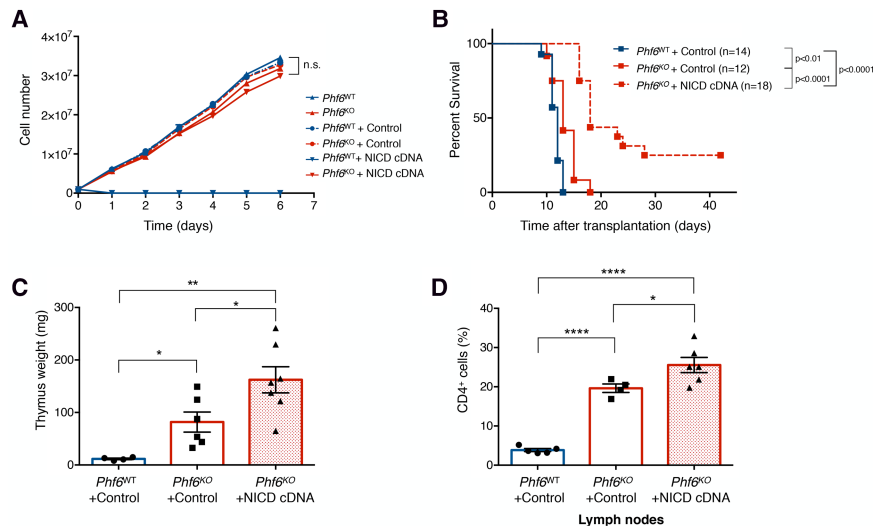 A
4×10⁷
3×10⁷
2×10⁷
1×10⁷
0
Cell number
0 1 2 3 4 5 6 7
Time (days)
n.s.
Phf6ᵂᵀ
Phf6ᴷᴼ
Phf6ᵂᵀ + Control
Phf6ᴷᴼ + Control
Phf6ᵂᵀ+ NICD cDNA
Phf6ᴷᴼ + NICD cDNA
B
100
50
0
Percent Survival
0 10 20 30 40
Time after transplantation (days)
Phf6ᵂᵀ + Control (n=14)
Phf6ᴷᴼ + Control (n=12)
Phf6ᴷᴼ + NICD cDNA (n=18)
p<0.01
p<0.0001
p<0.0001
C
300
200
100
0
Thymus weight (mg)
**
*
*
Phf6ᵂᵀ Phf6ᴷᴼ Phf6ᴷᴼ
+Control +Control +NICD cDNA
D
40
30
20
10
0
CD4⁺ cells (%)
****
*
****
Phf6ᵂᵀ Phf6ᴷᴼ Phf6ᴷᴼ
+Control +Control +NICD cDNA
Lymph nodes